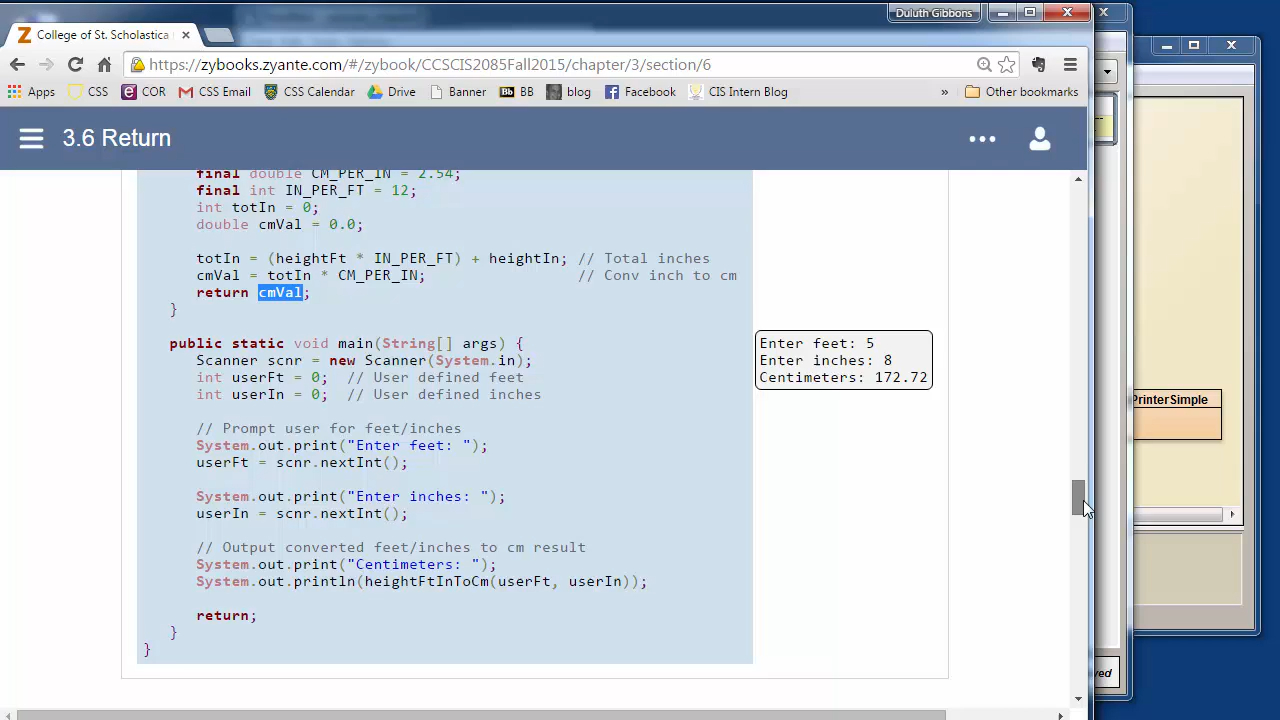 Duluth Gibbons
College of St. Scholastica
https://zybooks.zyante.com/#/zybook/CCSCIS2085Fall2015/chapter/3/section/6
Apps CSS COR CSS Email CSS Calendar Drive Banner BB blog Facebook CIS Intern Blog » Other bookmarks
3.6 Return
final double CM_PER_IN = 2.54;
final int IN_PER_FT = 12;
int totIn = 0;
double cmVal = 0.0;
totIn = (heightFt * IN_PER_FT) + heightIn; // Total inches
cmVal = totIn * CM_PER_IN; // Conv inch to cm
return cmVal;
}
public static void main(String[] args) {
Scanner scnr = new Scanner(System.in);
int userFt = 0; // User defined feet
int userIn = 0; // User defined inches
// Prompt user for feet/inches
System.out.print("Enter feet: ");
userFt = scnr.nextInt();
System.out.print("Enter inches: ");
userIn = scnr.nextInt();
// Output converted feet/inches to cm result
System.out.print("Centimeters: ");
System.out.println(heightFtInToCm(userFt, userIn));
return;
}
}
Enter feet: 5
Enter inches: 8
Centimeters: 172.72
PrinterSimple
ved